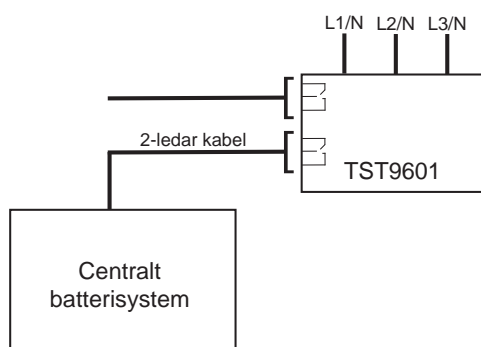 L1/N L2/N L3/N
2-ledar kabel
TST9601
Centralt
batterisystem